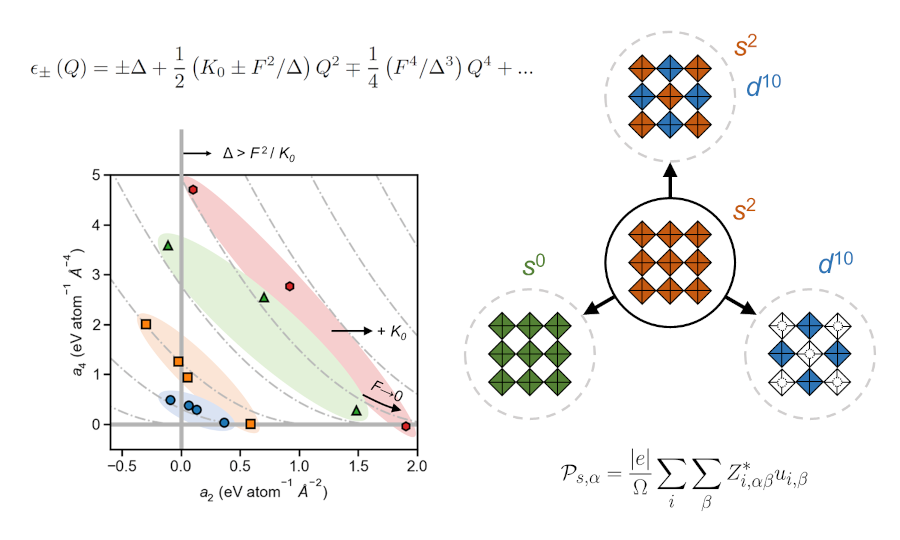 ϵ±(Q) = ±Δ + 1/2 (K₀ ± F²/Δ) Q² ∓ 1/4 (F⁴/Δ³) Q⁴ + ...
s²
d¹⁰
Δ > F² / K₀
5
4
3
2
1
0
a₄ (eV atom⁻¹ Å⁻⁴)
+ K₀
F→0
−0.5
0.0
0.5
1.0
1.5
2.0
a₂ (eV atom⁻¹ Å⁻²)
s²
s⁰
d¹⁰
𝒫ₛ,α = |e|/Ω ∑ᵢ ∑β Z*ᵢ,αβ uᵢ,β